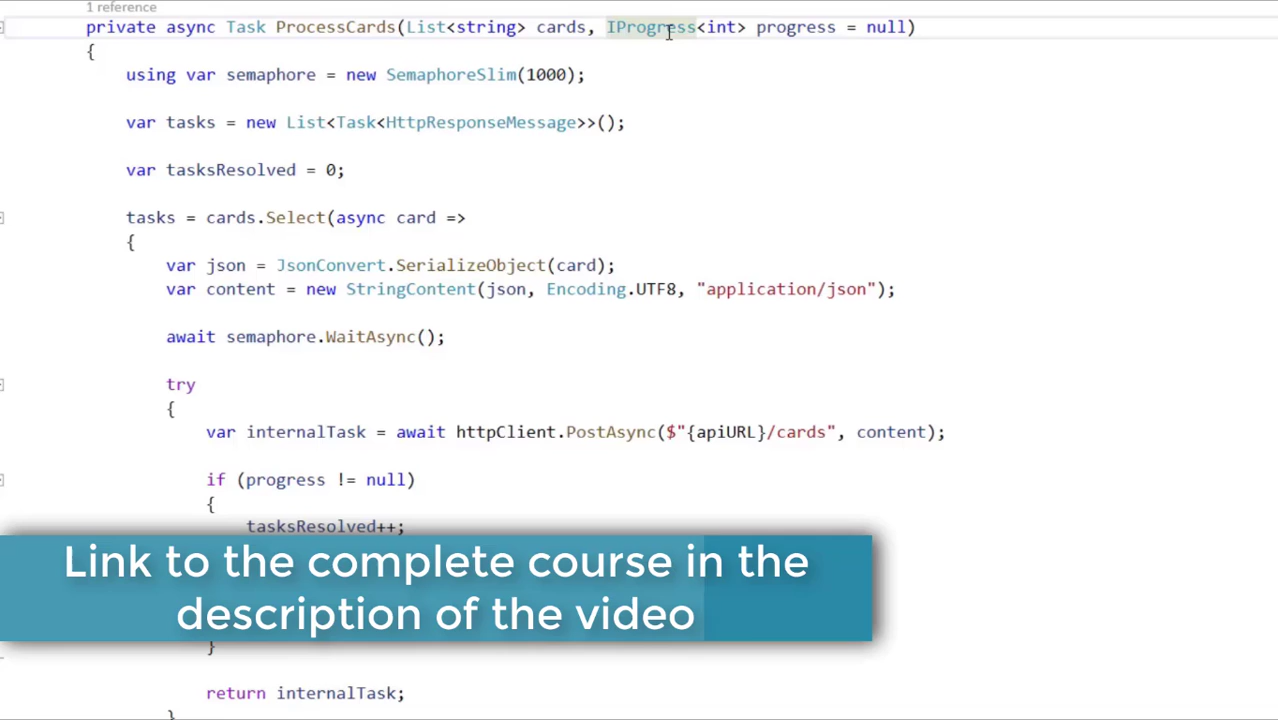 1 reference
private async Task ProcessCards(List<string> cards, IProgress<int> progress = null)
{
using var semaphore = new SemaphoreSlim(1000);
var tasks = new List<Task<HttpResponseMessage>>();
var tasksResolved = 0;
tasks = cards.Select(async card =>
{
var json = JsonConvert.SerializeObject(card);
var content = new StringContent(json, Encoding.UTF8, "application/json");
await semaphore.WaitAsync();
try
{
var internalTask = await httpClient.PostAsync($"{apiURL}/cards", content);
if (progress != null)
{
tasksResolved++;
Link to the complete course in the
description of the video
}
return internalTask;
}